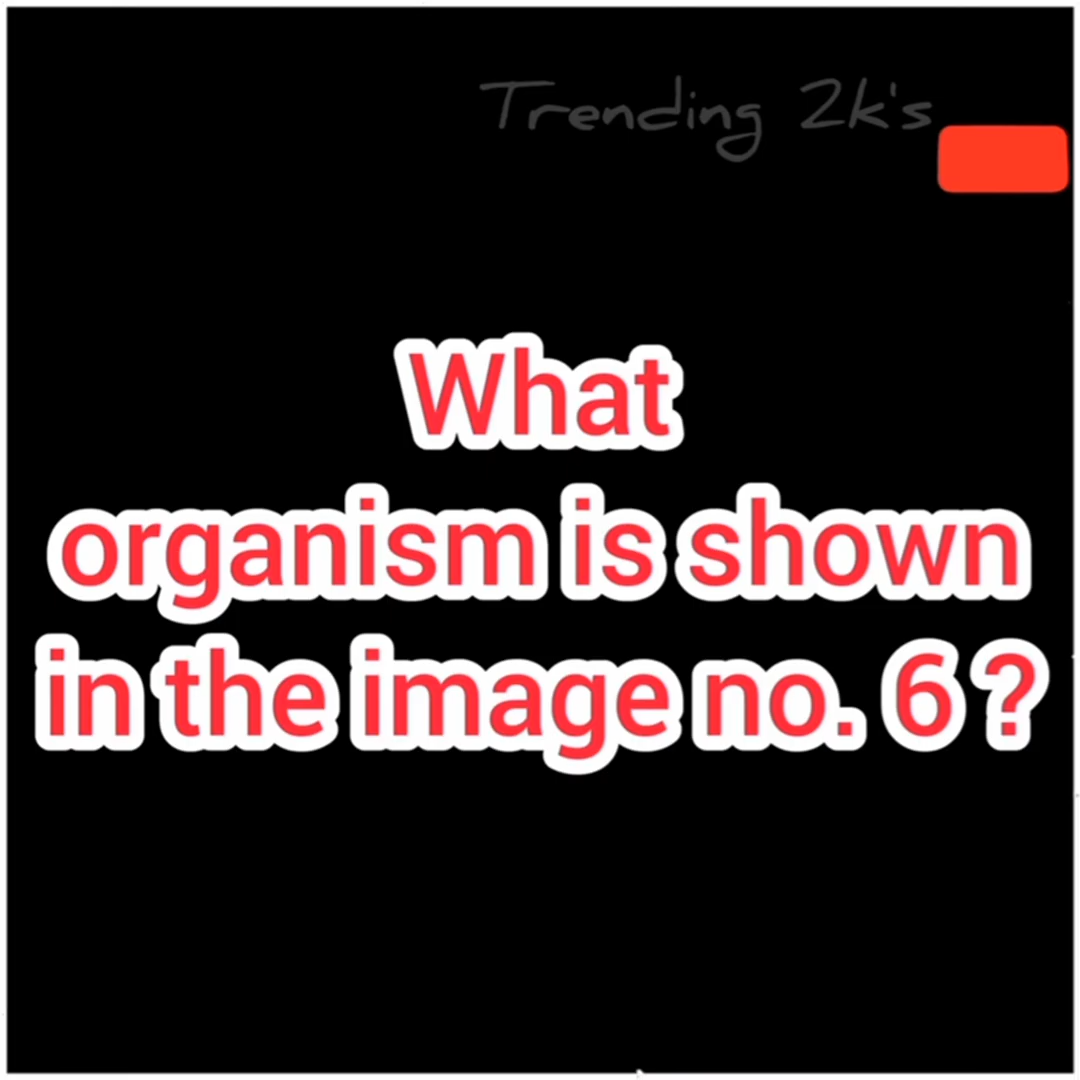 Trending 2k's
What
organism is shown
in the image no. 6 ?